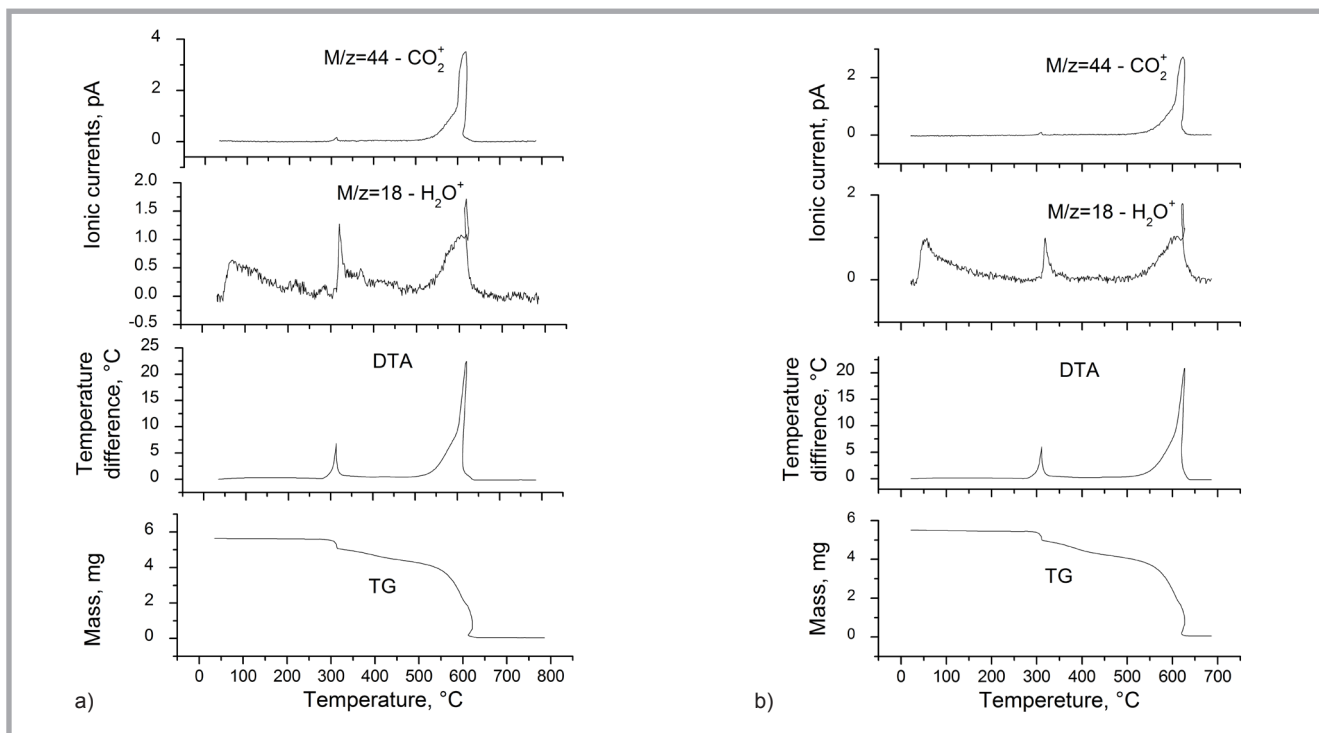 Ionic currents, pA
4
2
0
M/z=44 - CO₂⁺
2.0
1.5
1.0
0.5
0.0
-0.5
M/z=18 - H₂O⁺
Temperature
difference, °C
25
20
15
10
5
0
DTA
Mass, mg
6
4
2
0
TG
0 100 200 300 400 500 600 700 800
Temperature, °C
a)
Ionic current, pA
2
0
M/z=44 - CO₂⁺
2
0
M/z=18 - H₂O⁺
Temperature
diffirence, °C
20
15
10
5
0
DTA
Mass, mg
6
4
2
0
TG
0 100 200 300 400 500 600 700
Tempereture, °C
b)